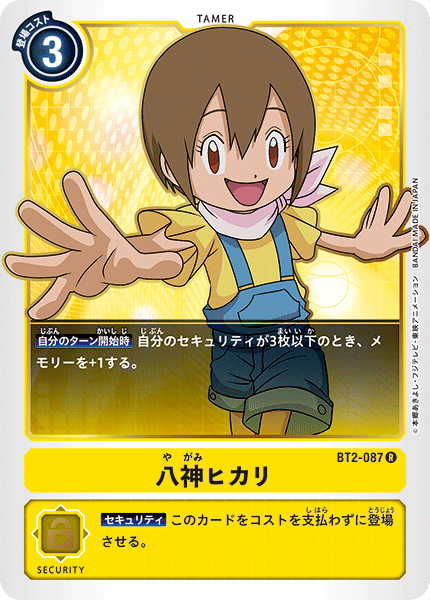 TAMER
登場コスト
3
自分のターン開始時 自分のセキュリティが3枚以下のとき、メ
モリーを+1する。
©本郷あきよし・フジテレビ・東映アニメーション BANDAI MADE IN JAPAN
BT2-087 R
やがみ
八神ヒカリ
セキュリティ このカードをコストを支払わずに登場
させる。
SECURITY